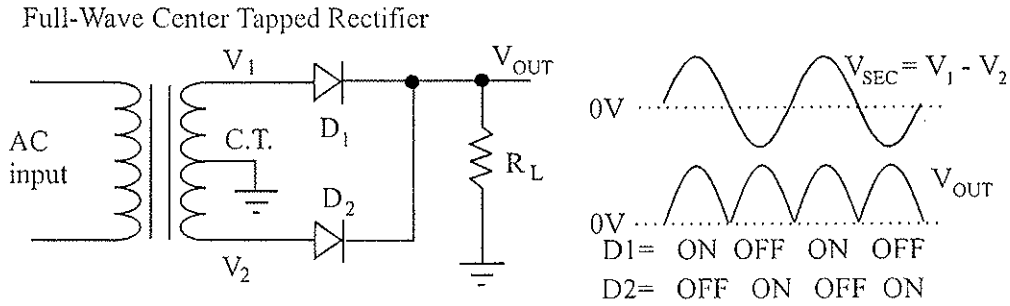 Full-Wave Center Tapped Rectifier
V1
VOUT
D1
AC
input
C.T.
RL
D2
V2
VSEC = V1 - V2
0V
VOUT
0V
D1= ON OFF ON OFF
D2= OFF ON OFF ON